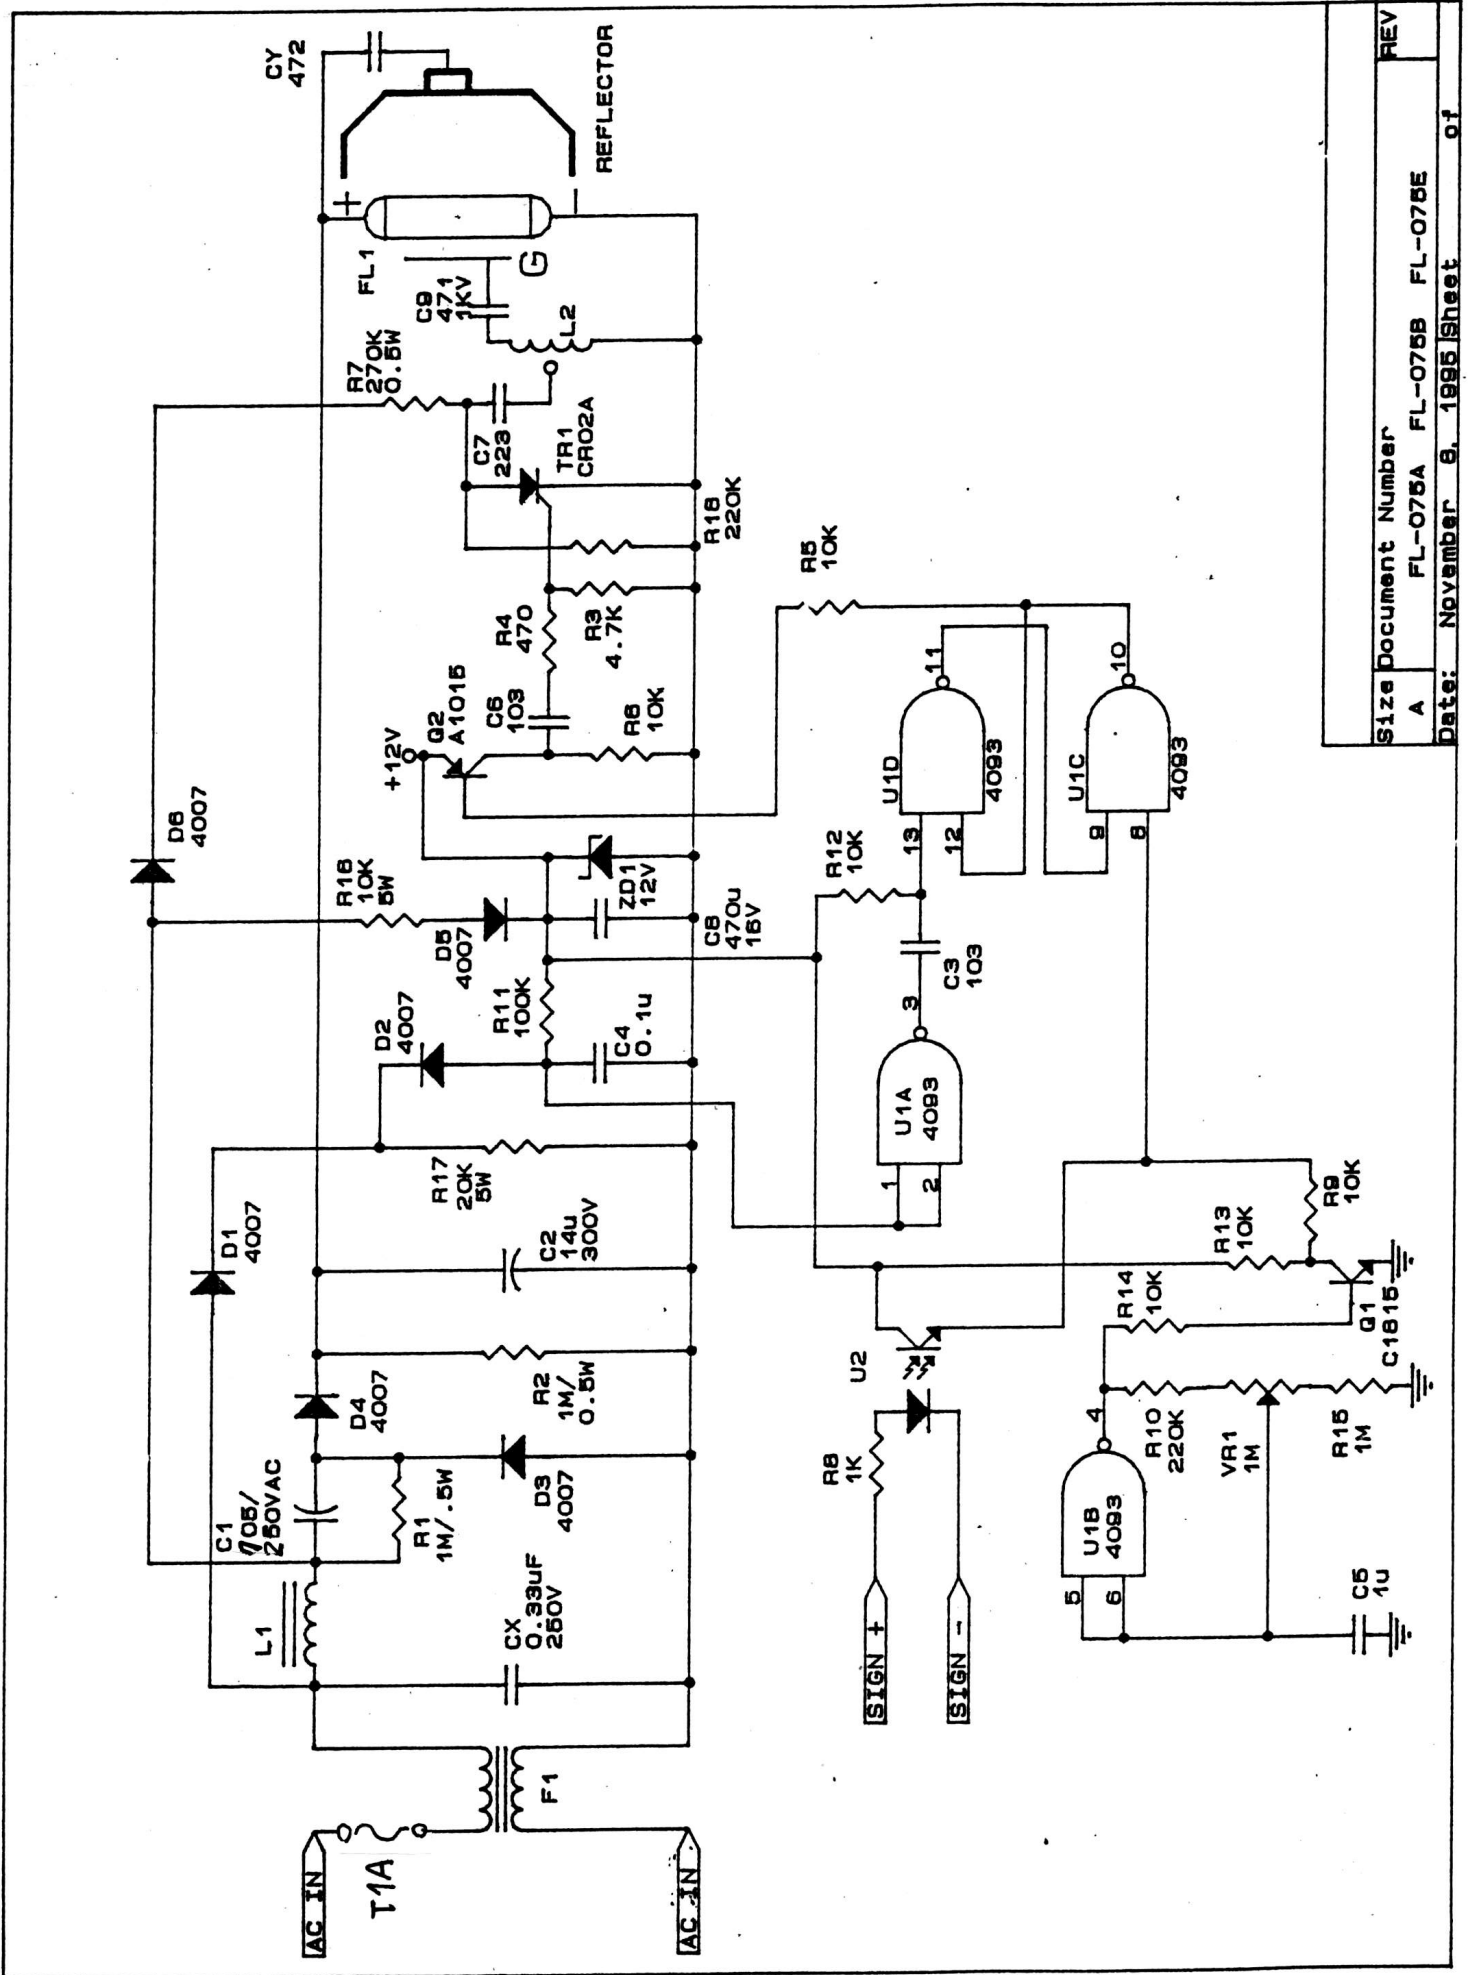 CY
472
REFLECTOR
+
−
FL1
G
C9
471
1KV
L2
R7
270K
0.5W
C7
223
TR1
CR02A
R18
220K
R4
470
R3
4.7K
Q2
A1015
+12V
C6
103
R6
10K
D6
4007
R16
10K
5W
D5
4007
ZD1
12V
C8
470u
16V
R11
100K
D2
4007
C4
0.1u
R17
20K
5W
D1
4007
C2
14u
300V
D4
4007
R2
1M/
0.5W
C1
705/
250VAC
R1
1M/.5W
D3
4007
L1
CX
0.33uF
250V
F1
T1A
AC IN
AC IN
R5
10K
11
U1D
4093
13
12
10
U1C
4093
9
8
R12
10K
C3
103
3
U1A
4093
1
2
U2
R8
1K
SIGN +
SIGN -
R9
10K
R13
10K
R14
10K
Q1
C1815
4
R10
220K
VR1
1M
R15
1M
U1B
4093
5
6
C5
1u
Size
Document Number
REV
A
FL-075A FL-075B FL-075E
Date: November 8, 1995
Sheet of